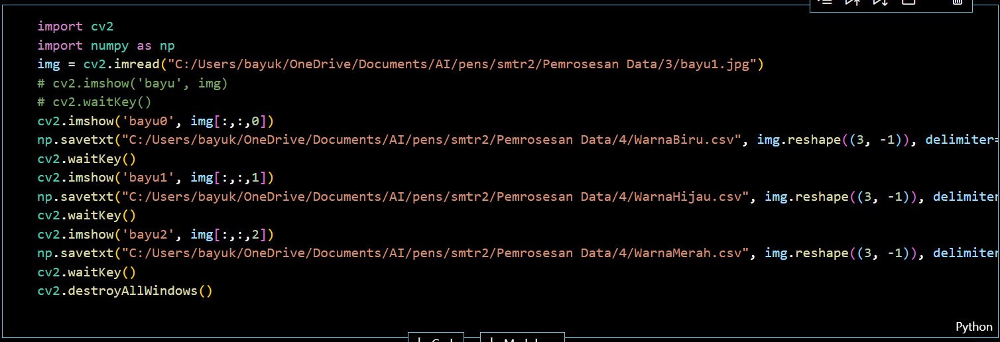 import cv2
import numpy as np
img = cv2.imread("C:/Users/bayuk/OneDrive/Documents/AI/pens/smtr2/Pemrosesan Data/3/bayu1.jpg")
# cv2.imshow('bayu', img)
# cv2.waitKey()
cv2.imshow('bayu0', img[:,:,0])
np.savetxt("C:/Users/bayuk/OneDrive/Documents/AI/pens/smtr2/Pemrosesan Data/4/WarnaBiru.csv", img.reshape((3, -1)), delimiter=
cv2.waitKey()
cv2.imshow('bayu1', img[:,:,1])
np.savetxt("C:/Users/bayuk/OneDrive/Documents/AI/pens/smtr2/Pemrosesan Data/4/WarnaHijau.csv", img.reshape((3, -1)), delimiter
cv2.waitKey()
cv2.imshow('bayu2', img[:,:,2])
np.savetxt("C:/Users/bayuk/OneDrive/Documents/AI/pens/smtr2/Pemrosesan Data/4/WarnaMerah.csv", img.reshape((3, -1)), delimiter
cv2.waitKey()
cv2.destroyAllWindows()
Python